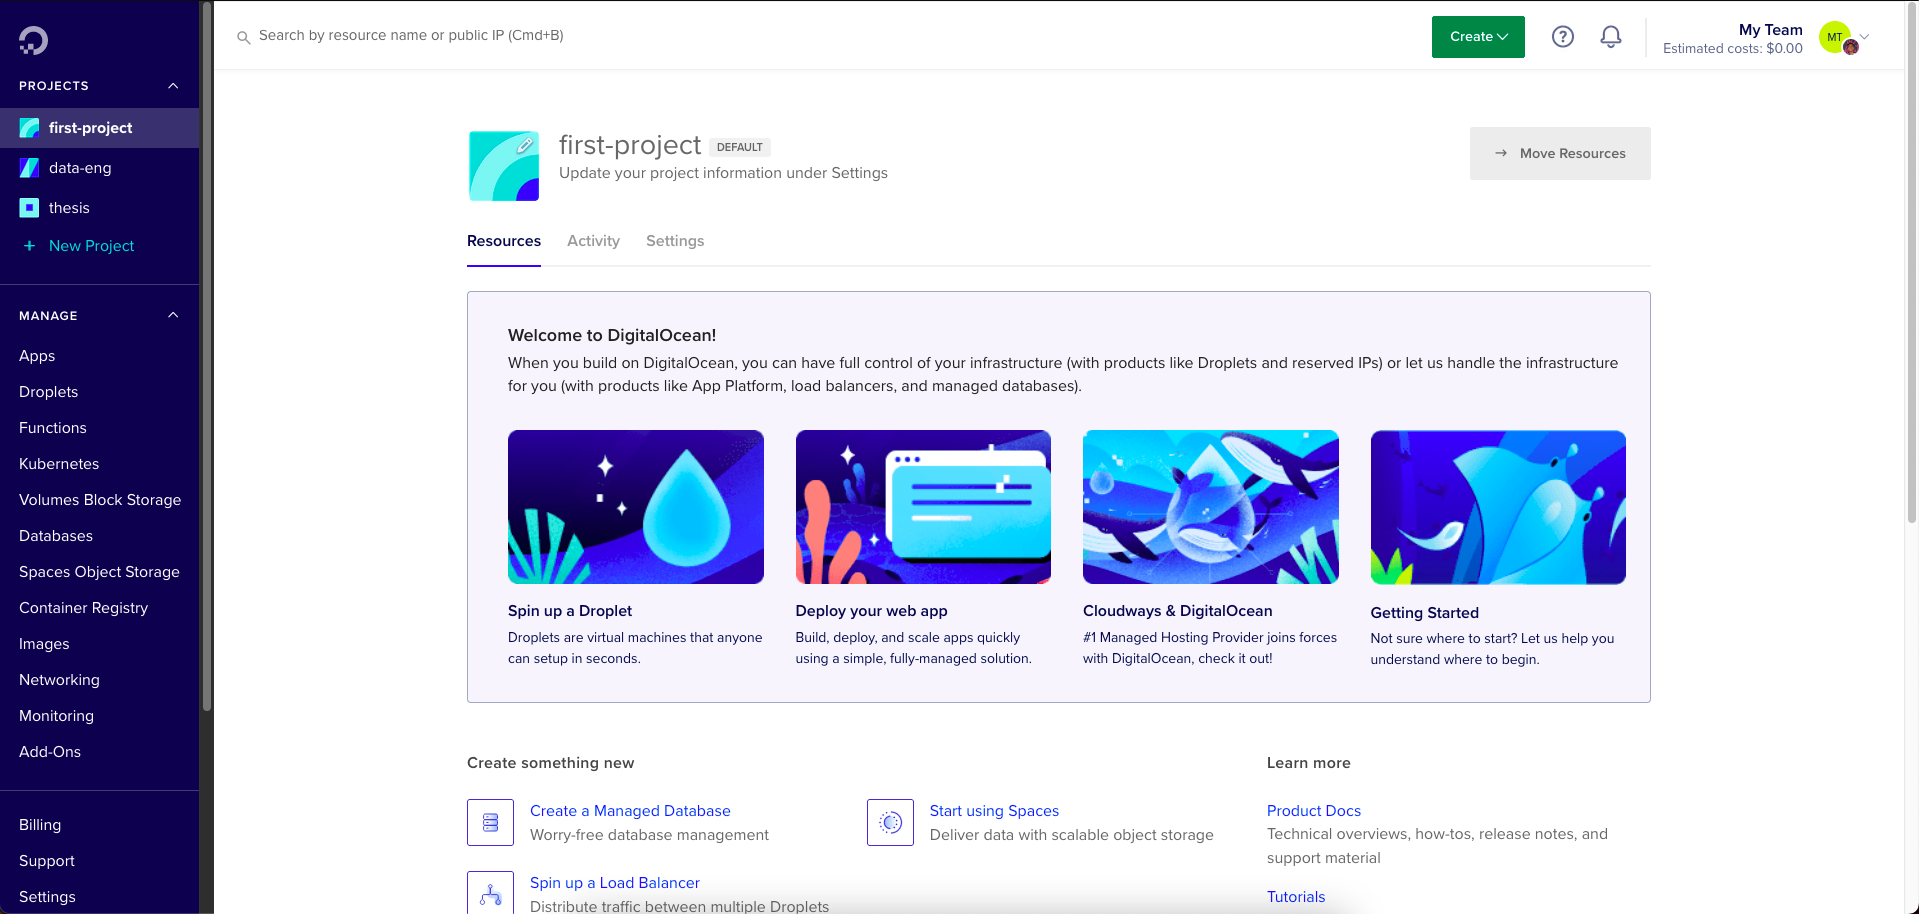 Search by resource name or public IP (Cmd+B)
Create
My Team
Estimated costs: $0.00
MT
PROJECTS
first-project
data-eng
thesis
+ New Project
MANAGE
Apps
Droplets
Functions
Kubernetes
Volumes Block Storage
Databases
Spaces Object Storage
Container Registry
Images
Networking
Monitoring
Add-Ons
Billing
Support
Settings
first-project DEFAULT
Update your project information under Settings
→ Move Resources
Resources Activity Settings
Welcome to DigitalOcean!
When you build on DigitalOcean, you can have full control of your infrastructure (with products like Droplets and reserved IPs) or let us handle the infrastructure
for you (with products like App Platform, load balancers, and managed databases).
Spin up a Droplet
Droplets are virtual machines that anyone
can setup in seconds.
Deploy your web app
Build, deploy, and scale apps quickly
using a simple, fully-managed solution.
Cloudways & DigitalOcean
#1 Managed Hosting Provider joins forces
with DigitalOcean, check it out!
Getting Started
Not sure where to start? Let us help you
understand where to begin.
Create something new
Create a Managed Database
Worry-free database management
Start using Spaces
Deliver data with scalable object storage
Spin up a Load Balancer
Distribute traffic between multiple Droplets
Learn more
Product Docs
Technical overviews, how-tos, release notes, and
support material
Tutorials